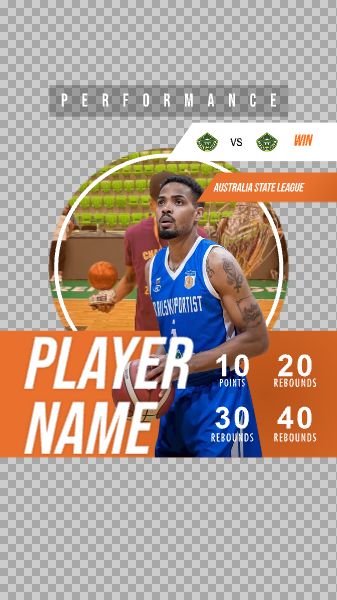 PERFORMANCE
VS WIN
AUSTRALIA STATE LEAGUE
PLAYER
NAME
10 20
POINTS REBOUNDS
30 40
REBOUNDS REBOUNDS